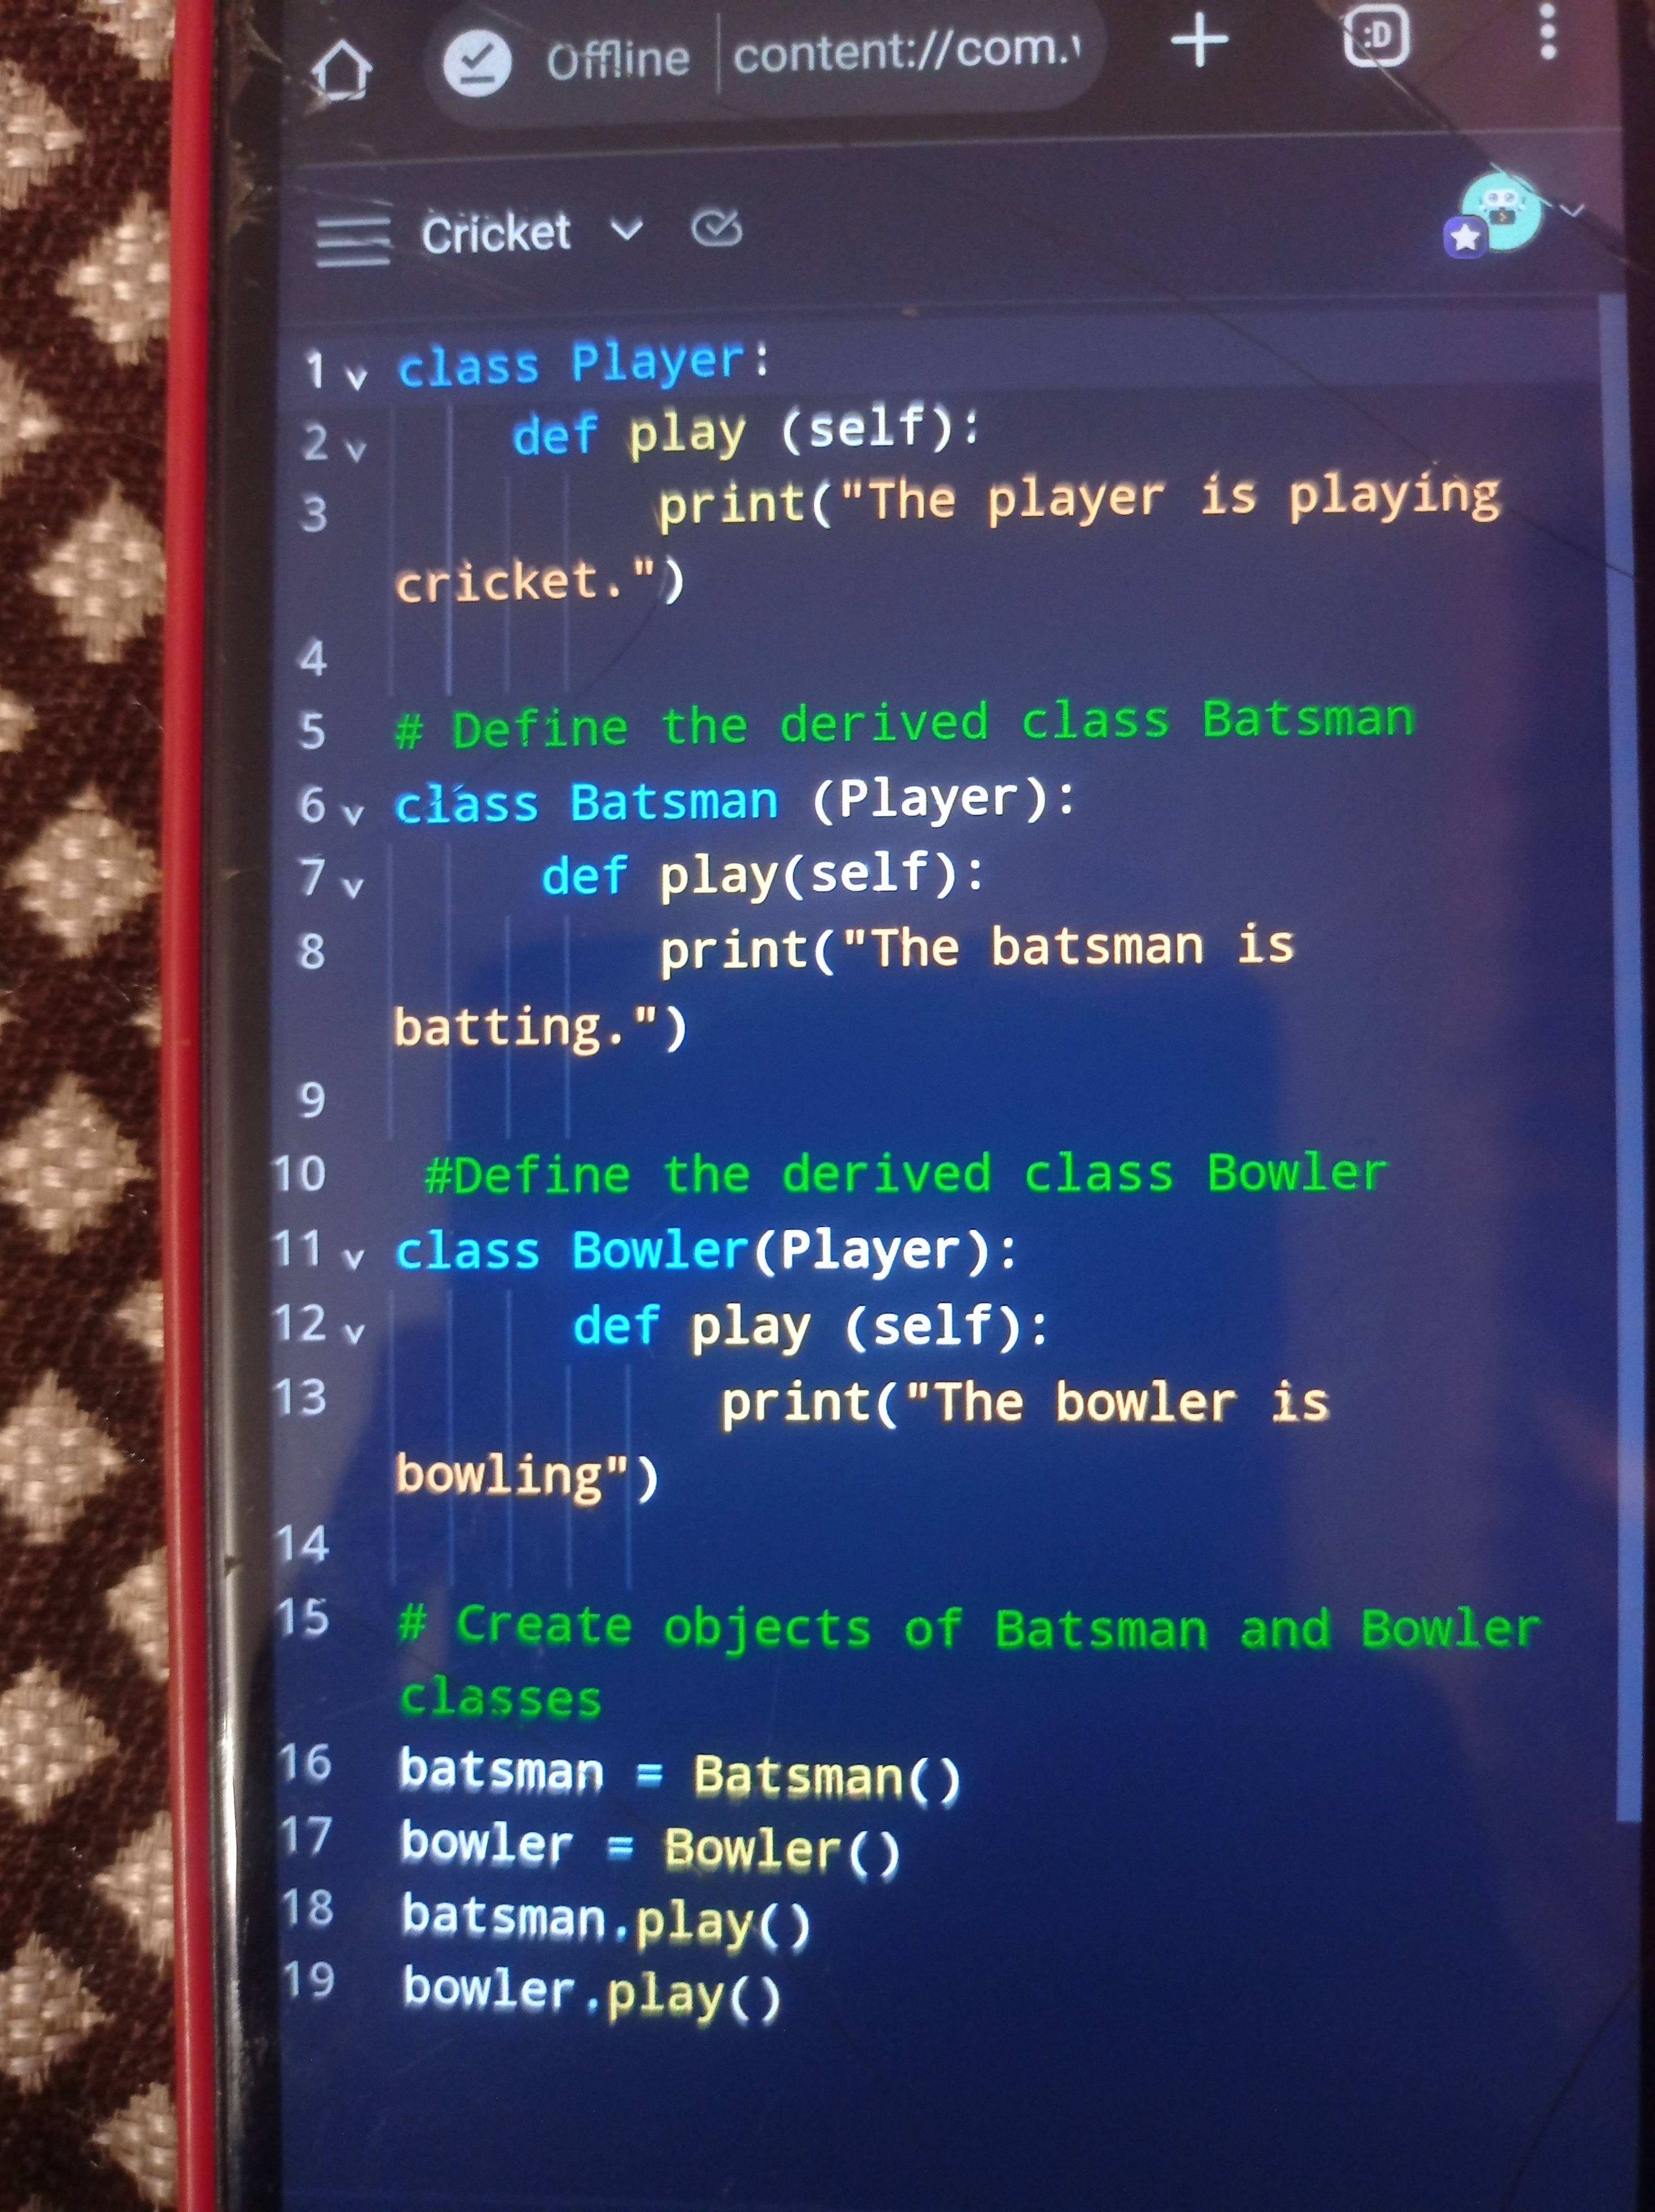 Offline content://com.
Cricket
1 class Player:
2 def play (self):
3 print("The player is playing
cricket.")
4
5 # Define the derived class Batsman
6 class Batsman (Player):
7 def play(self):
8 print("The batsman is
batting.")
9
10 #Define the derived class Bowler
11 class Bowler(Player):
12 def play (self):
13 print("The bowler is
bowling")
14
15 # Create objects of Batsman and Bowler
classes
16 batsman = Batsman()
17 bowler = Bowler()
18 batsman.play()
19 bowler.play()